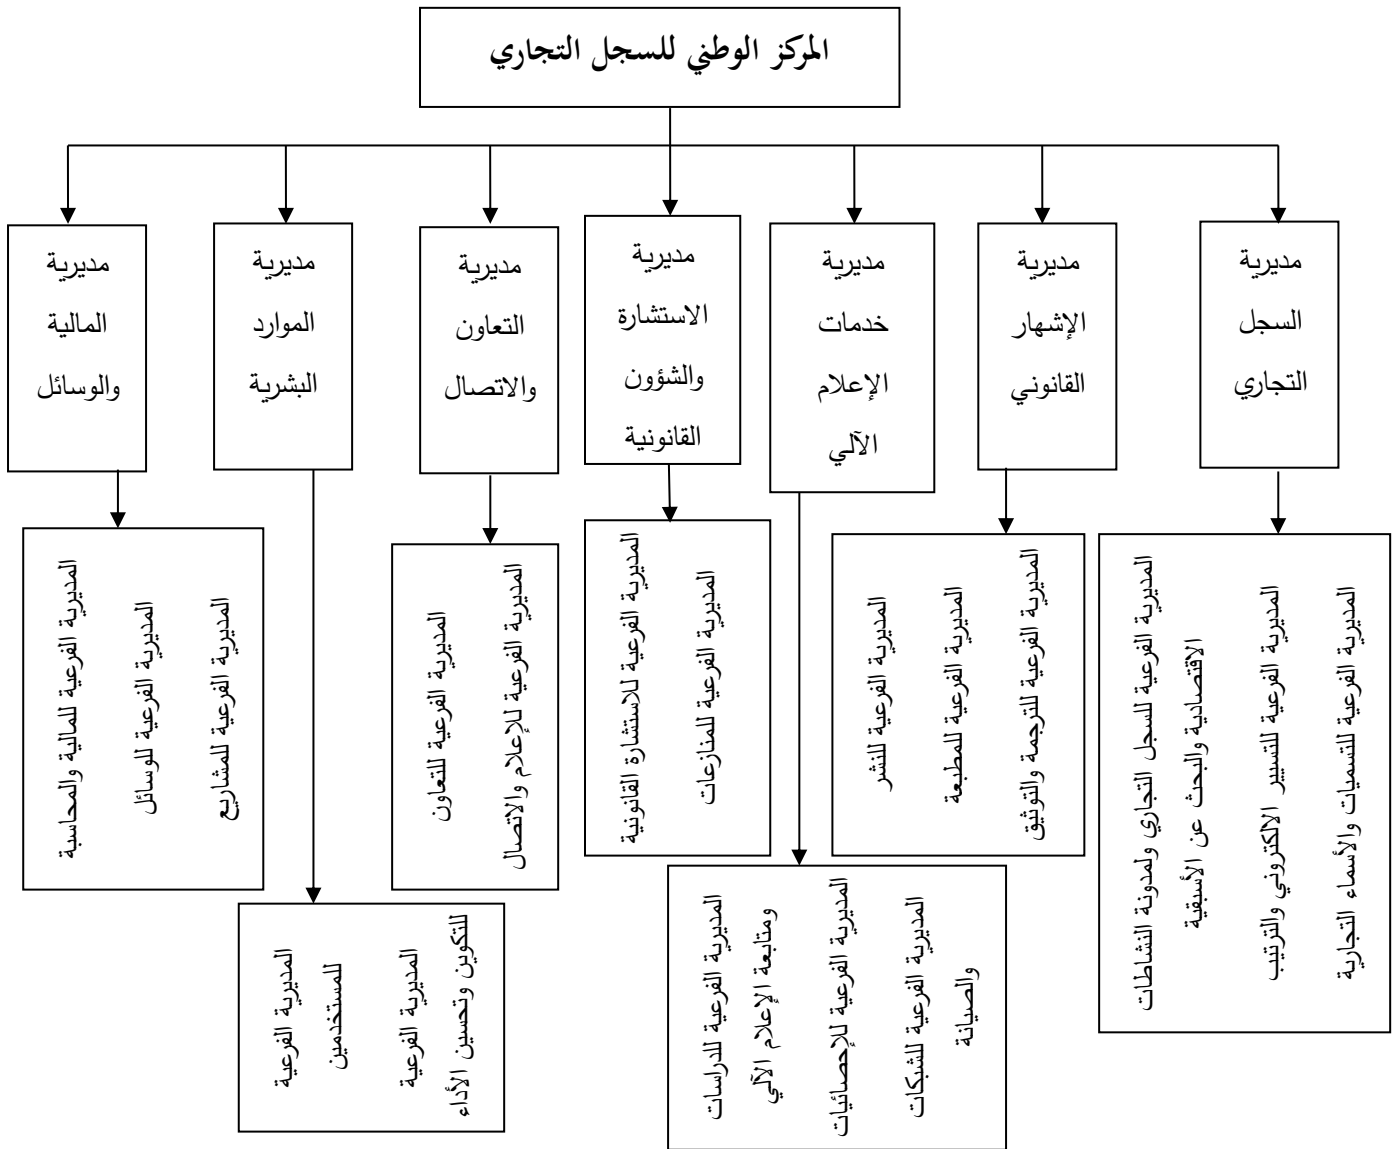 المركز الوطني للسجل التجاري
مديرية
السجل
التجاري
مديرية
الإشهار
القانوني
مديرية
خدمات
الإعلام
الآلي
مديرية
الاستشارة
والشؤون
القانونية
مديرية
التعاون
والاتصال
مديرية
الموارد
البشرية
مديرية
المالية
والوسائل
المديرية الفرعية للسجل التجاري ولمدونة النشاطات
الاقتصادية والبحث عن الأسبقية
المديرية الفرعية للتسيير الالكتروني والترتيب
المديرية الفرعية للتسميات والأسماء التجارية
المديرية الفرعية للنشر
المديرية الفرعية للمطبعة
المديرية الفرعية للترجمة والتوثيق
المديرية الفرعية للدراسات
ومتابعة الإعلام الآلي
المديرية الفرعية للإحصائيات
المديرية الفرعية للشبكات
والصيانة
المديرية الفرعية للاستشارة القانونية
المديرية الفرعية للمنازعات
المديرية الفرعية للتعاون
المديرية الفرعية للإعلام والاتصال
المديرية الفرعية
للمستخدمين
المديرية الفرعية
للتكوين وتحسين الأداء
المديرية الفرعية للمالية والمحاسبة
المديرية الفرعية للوسائل
المديرية الفرعية للمشاريع